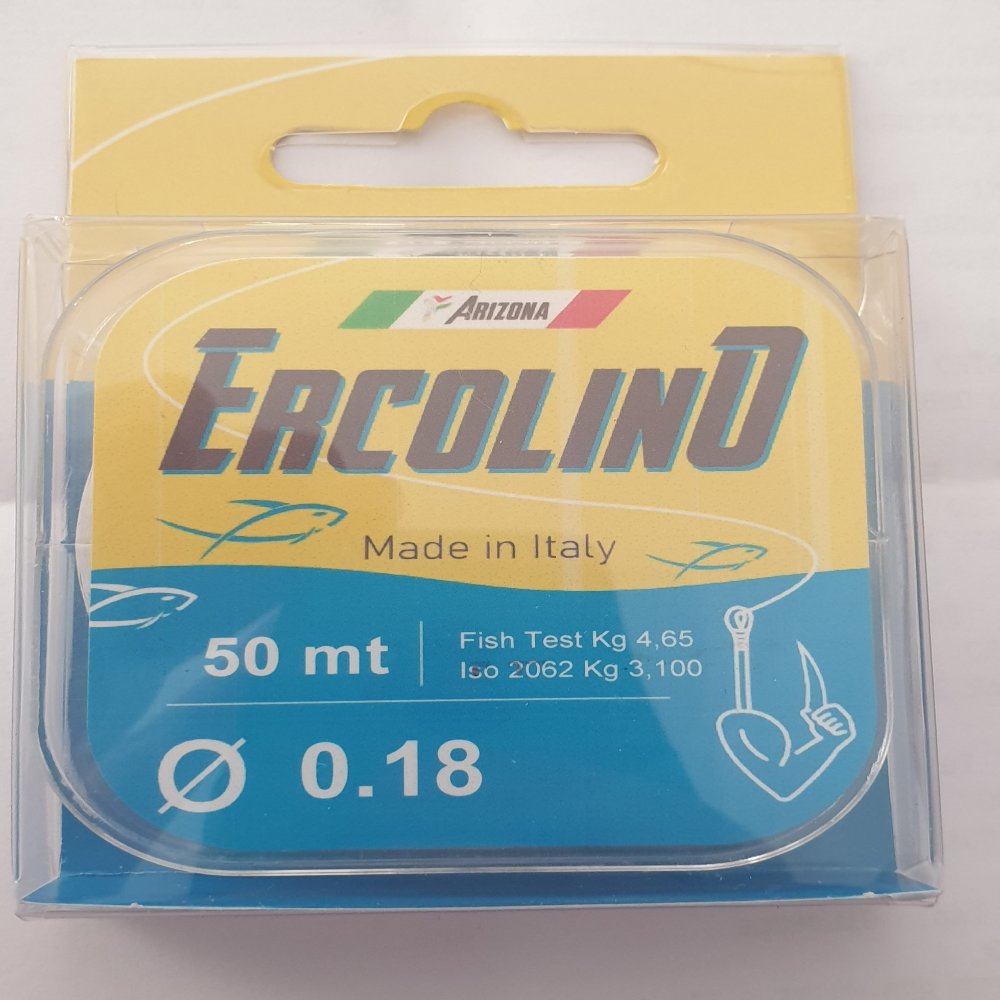 ARIZONA
ERCOLINO
Made in Italy
50 mt
Fish Test Kg 4,65
Iso 2062 Kg 3,100
Ø 0.18